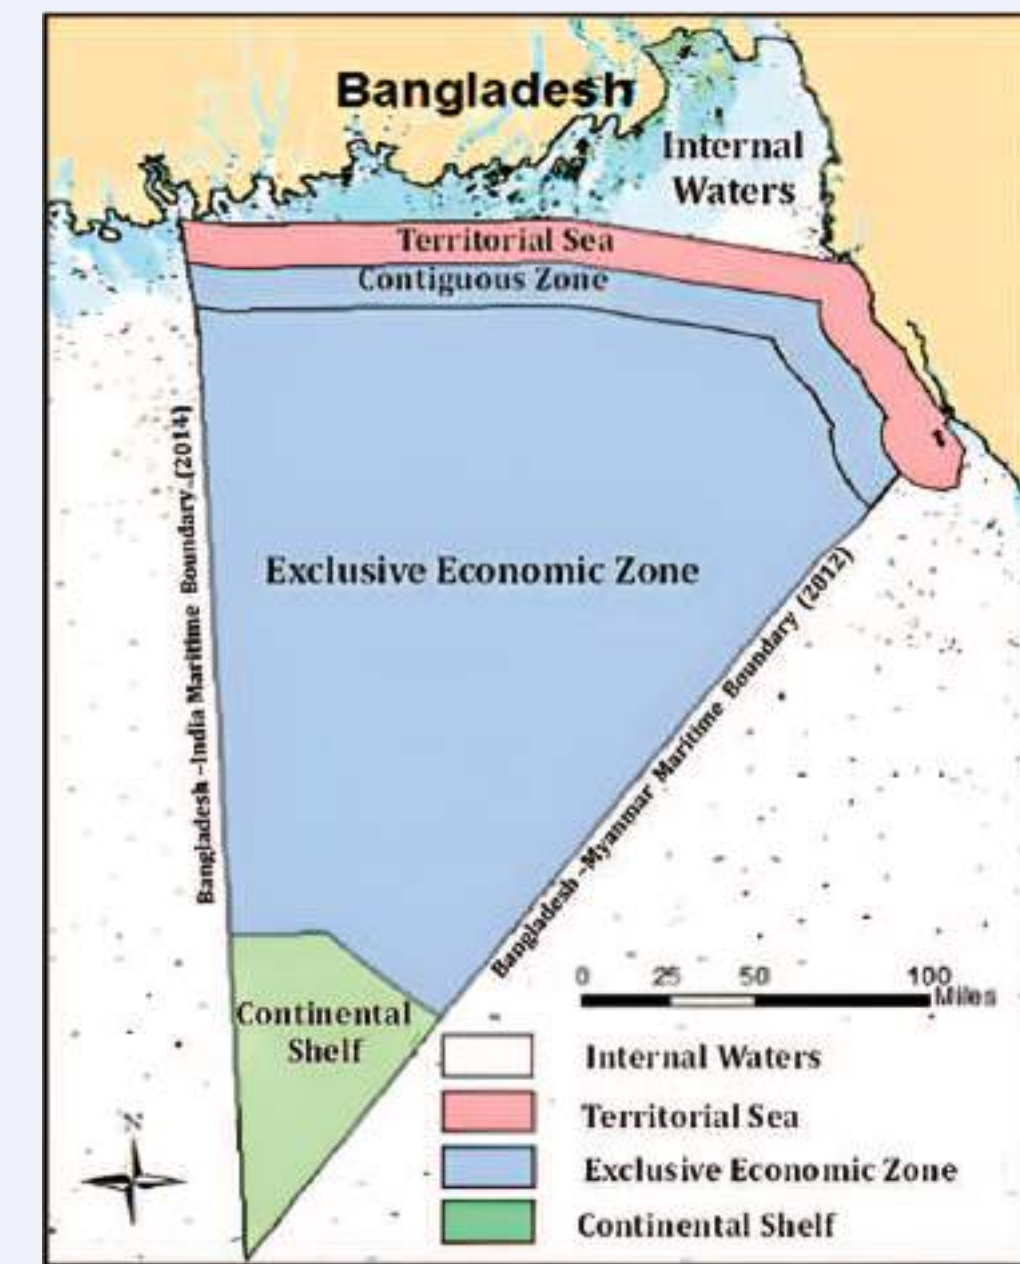 Bangladesh
Internal
Waters
Territorial Sea
Contiguous Zone
Bangladesh -India Maritime Boundary (2014)
Exclusive Economic Zone
Bangladesh -Myanmar Maritime Boundary (2012)
Continental
Shelf
0 25 50 100
Miles
N
Internal Waters
Territorial Sea
Exclusive Economic Zone
Continental Shelf